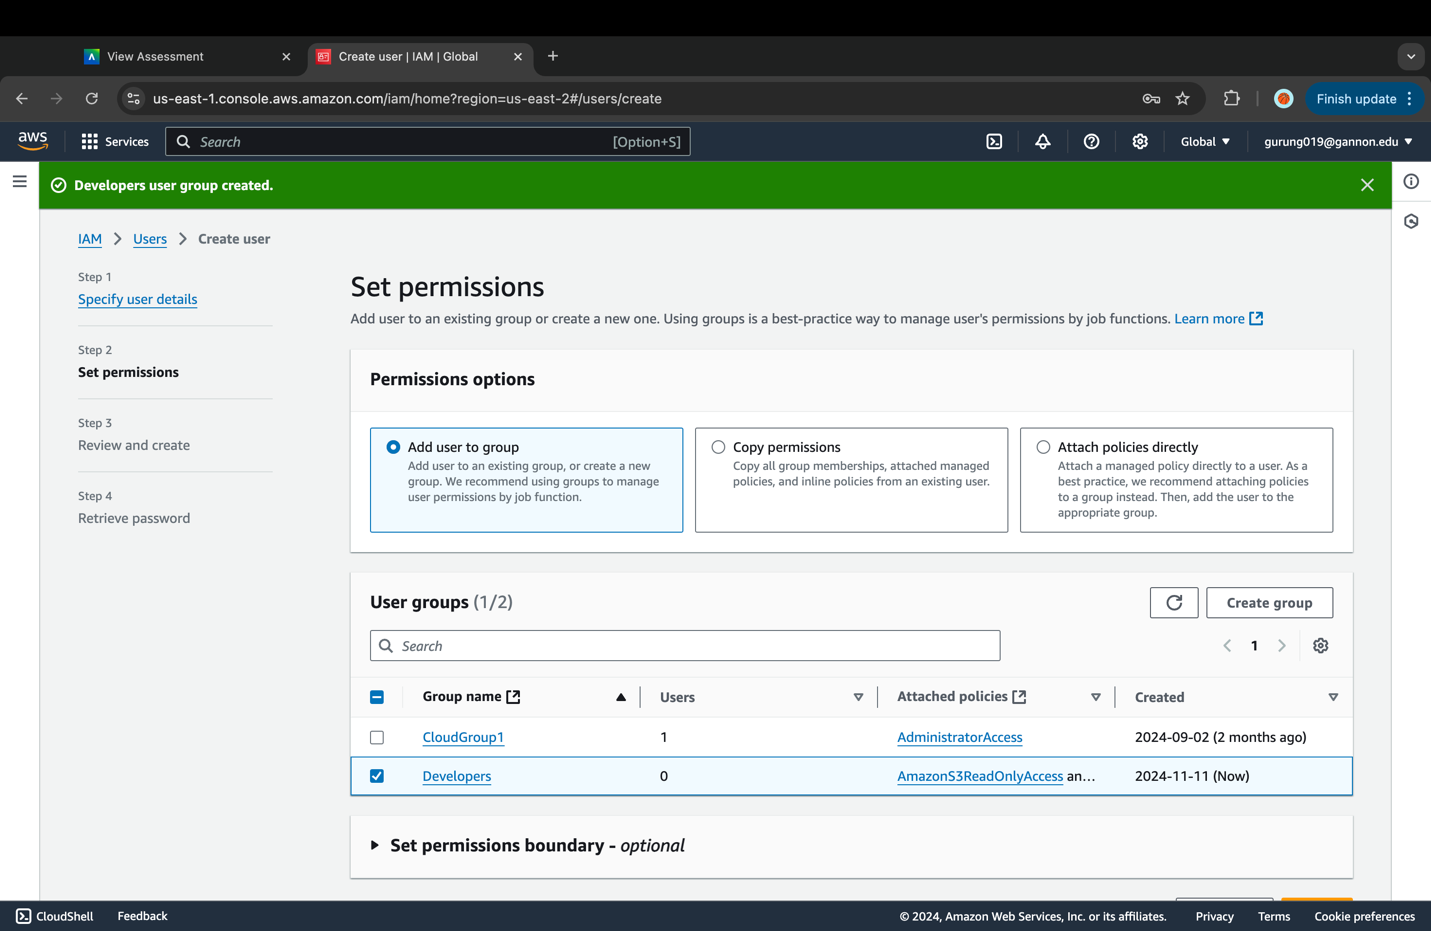 View Assessment
Create user | IAM | Global
us-east-1.console.aws.amazon.com/iam/home?region=us-east-2#/users/create
Finish update
aws
Services
Search
[Option+S]
Global
gurung019@gannon.edu
Developers user group created.
IAM
Users
Create user
Step 1
Specify user details
Step 2
Set permissions
Step 3
Review and create
Step 4
Retrieve password
Set permissions
Add user to an existing group or create a new one. Using groups is a best-practice way to manage user's permissions by job functions. Learn more
Permissions options
Add user to group
Add user to an existing group, or create a new
group. We recommend using groups to manage
user permissions by job function.
Copy permissions
Copy all group memberships, attached managed
policies, and inline policies from an existing user.
Attach policies directly
Attach a managed policy directly to a user. As a
best practice, we recommend attaching policies
to a group instead. Then, add the user to the
appropriate group.
User groups (1/2)
Create group
Search
1
Group name
Users
Attached policies
Created
CloudGroup1
1
AdministratorAccess
2024-09-02 (2 months ago)
Developers
0
AmazonS3ReadOnlyAccess an...
2024-11-11 (Now)
Set permissions boundary - optional
CloudShell
Feedback
© 2024, Amazon Web Services, Inc. or its affiliates.
Privacy
Terms
Cookie preferences